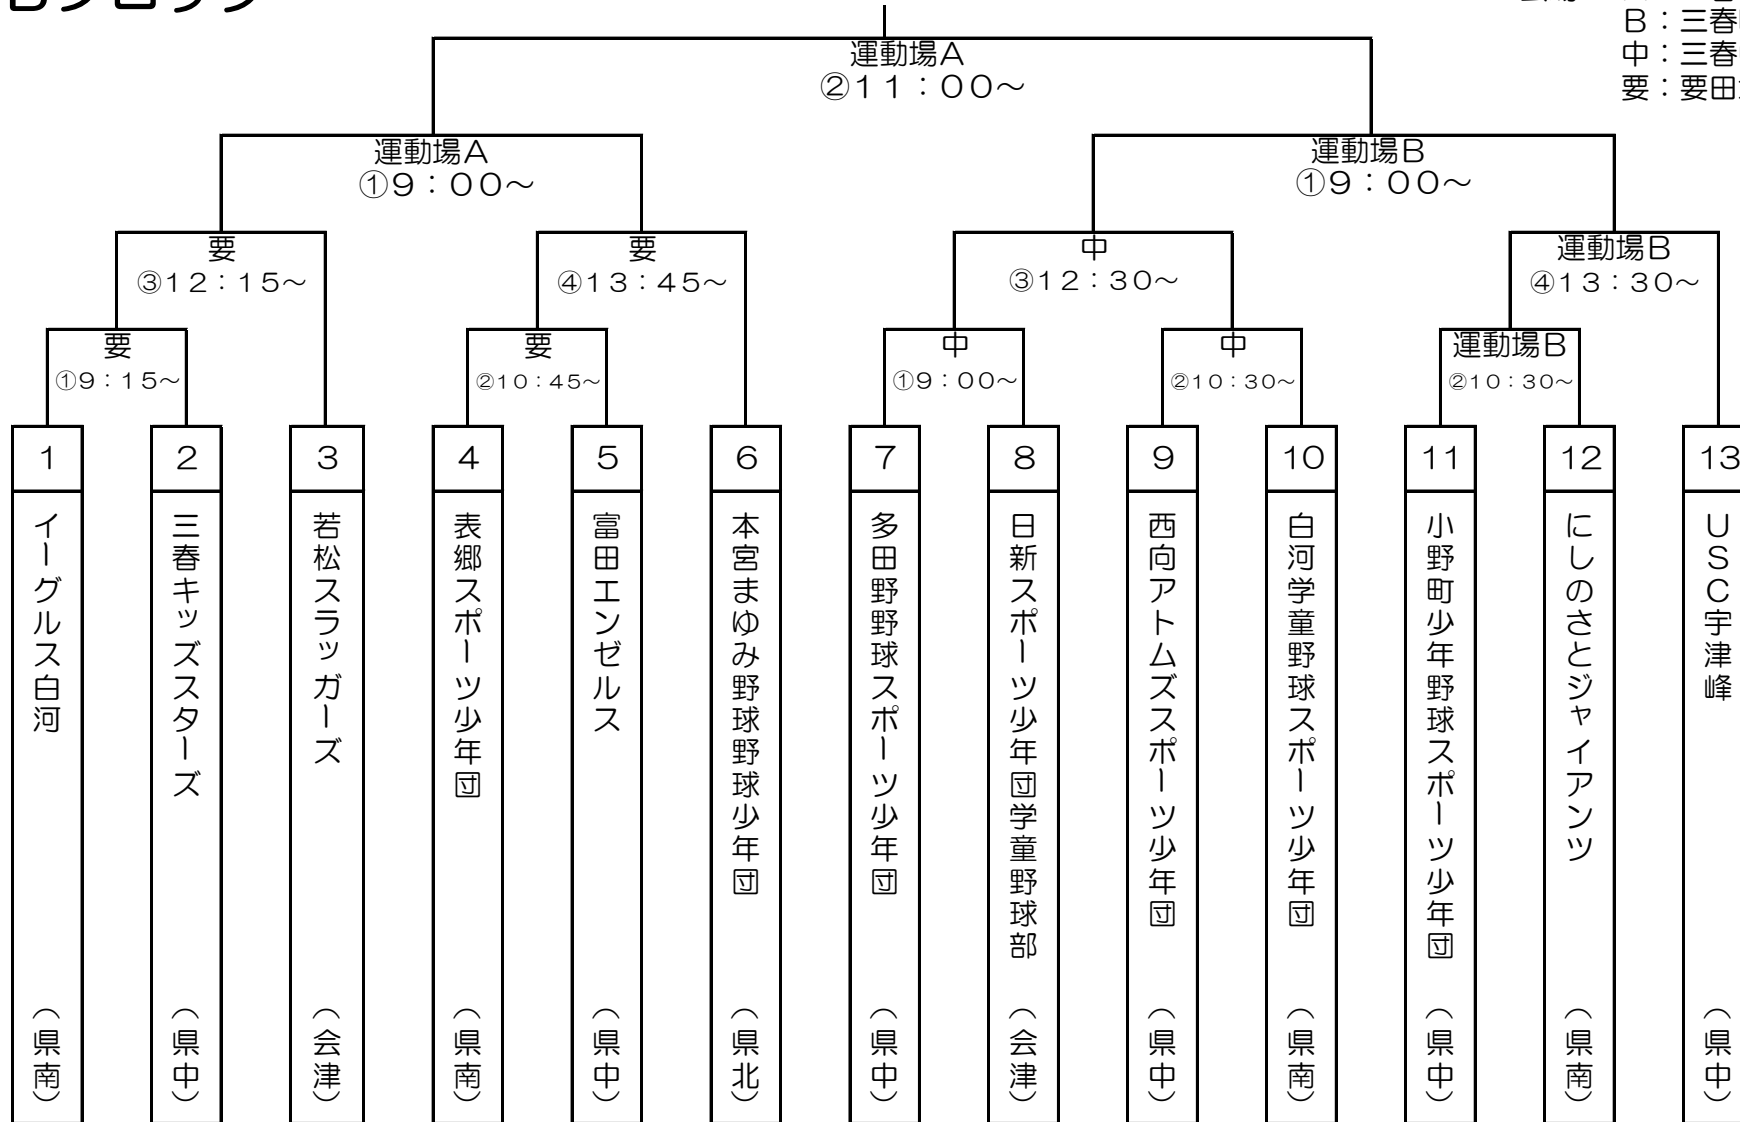 運動場A
②11：00～
B：三春
中：三春
要：要田
運動場A
①9：00～
運動場B
①9：00～
要
③12：15～
要
④13：45～
中
③12：30～
運動場B
④13：30～
要
①9：15～
要
②10：45～
中
①9：00～
中
②10：30～
運動場B
②10：30～
1
2
3
4
5
6
7
8
9
10
11
12
13
イーグルス白河
（県南）
三春キッズスターズ
（県中）
若松スラッガーズ
（会津）
表郷スポーツ少年団
（県南）
富田エンゼルス
（県中）
本宮まゆみ野球野球少年団
（県北）
多田野野球スポーツ少年団
（県中）
日新スポーツ少年団学童野球部
（会津）
西向アトムズスポーツ少年団
（県中）
白河学童野球スポーツ少年団
（県南）
小野町少年野球スポーツ少年団
（県中）
にしのさとジャイアンツ
（県南）
USC宇津峰
（県中）